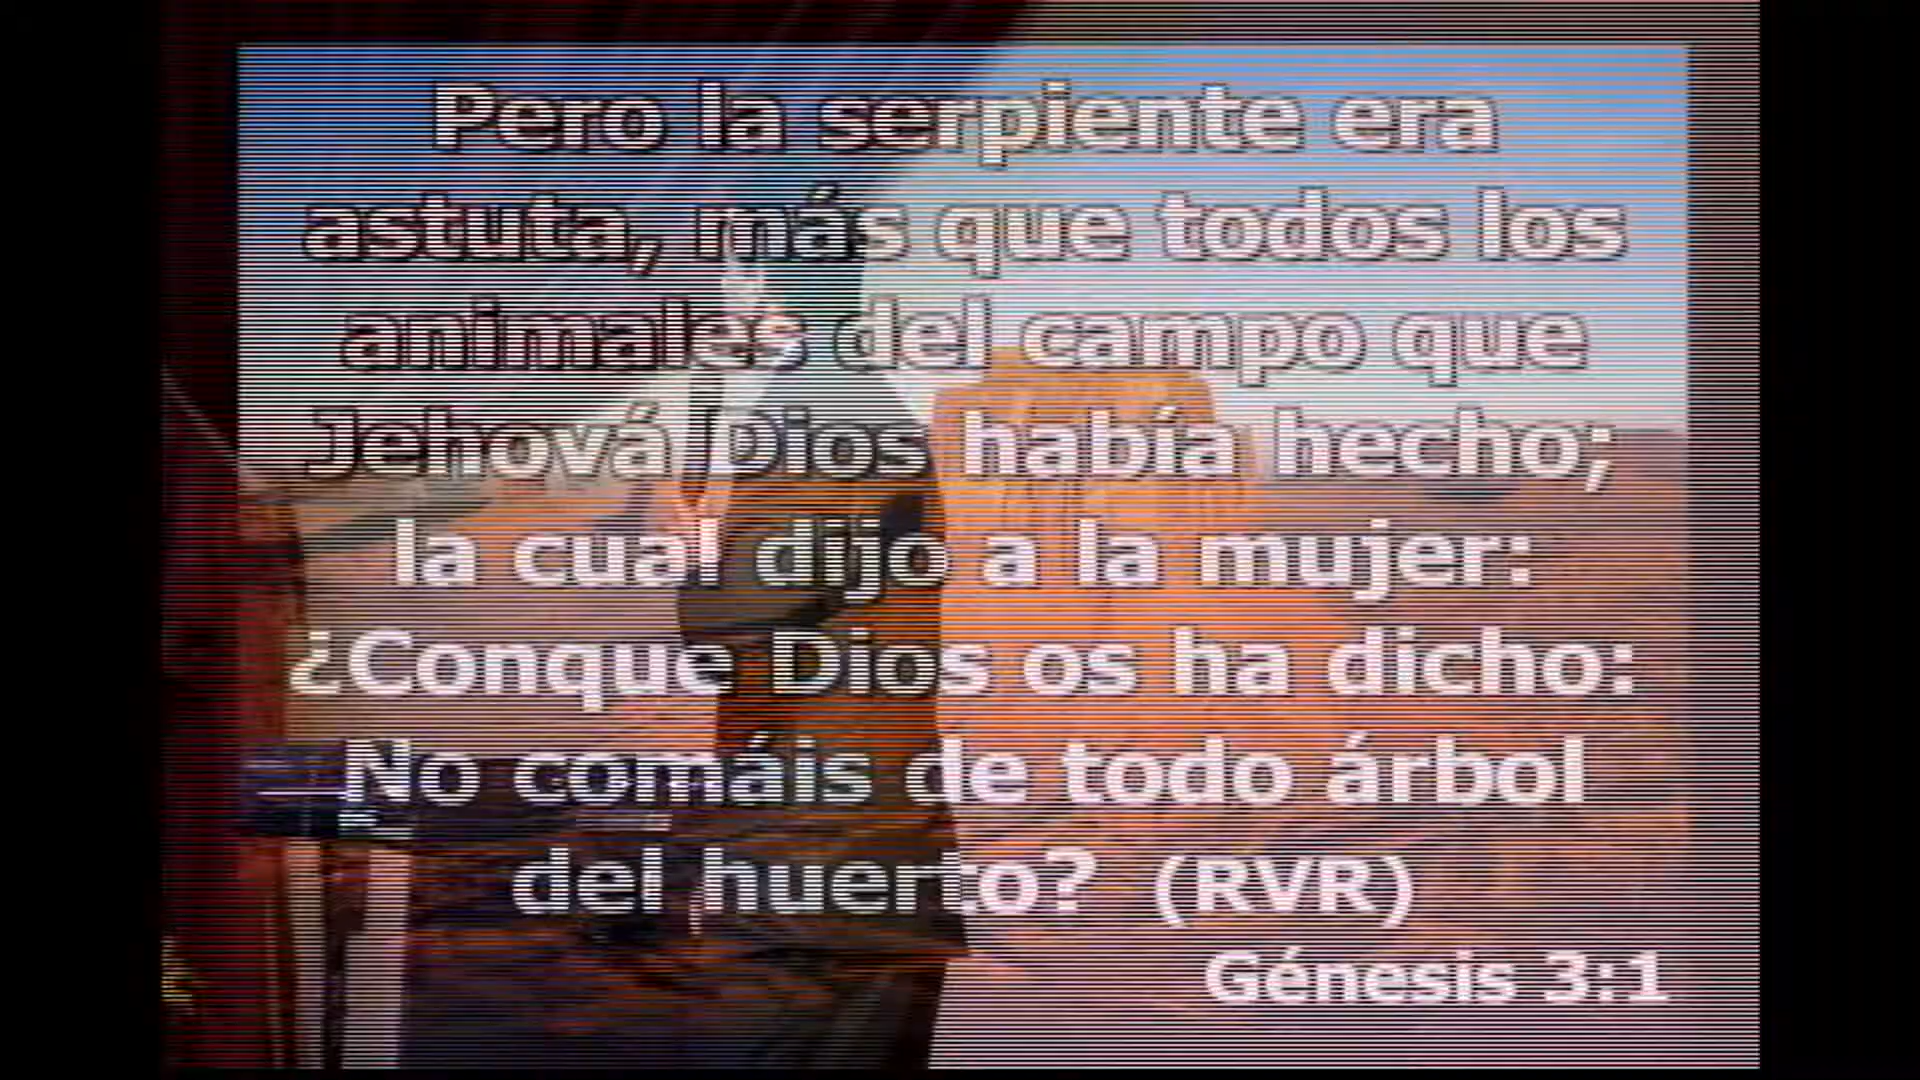 Pero la serpiente era
astuta, más que todos los
animales del campo que
Jehová Dios había hecho;
la cual dijo a la mujer:
¿Conque Dios os ha dicho:
No comáis de todo árbol
del huerto? (RVR)
Génesis 3:1